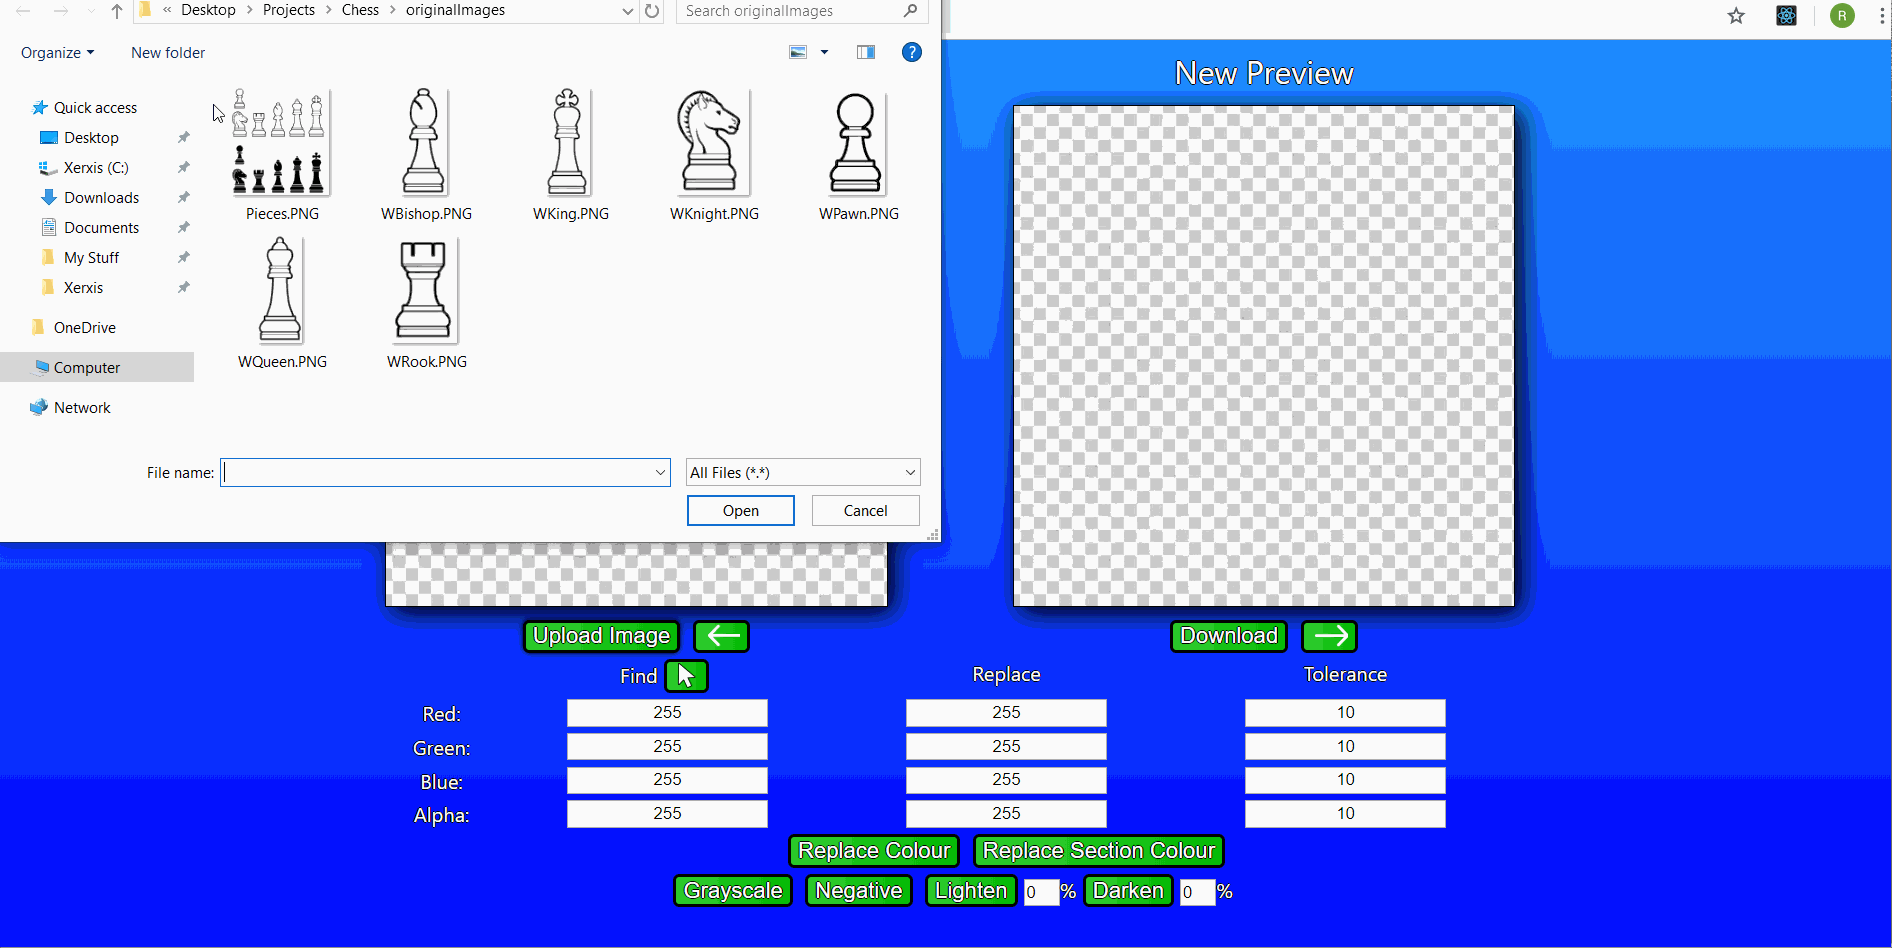 « Desktop > Projects > Chess > originalImages
Search originalImages
R
Organize
New folder
?
New Preview
Quick access
Desktop
Xerxis (C:)
Downloads
Documents
My Stuff
Xerxis
OneDrive
Computer
Network
Pieces.PNG
WBishop.PNG
WKing.PNG
WKnight.PNG
WPawn.PNG
WQueen.PNG
WRook.PNG
File name:
All Files (*.*)
Open
Cancel
Upload Image
←
Download
→
Find
Replace
Tolerance
Red:
255
255
10
Green:
255
255
10
Blue:
255
255
10
Alpha:
255
255
10
Replace Colour
Replace Section Colour
Grayscale
Negative
Lighten
0
%
Darken
0
%